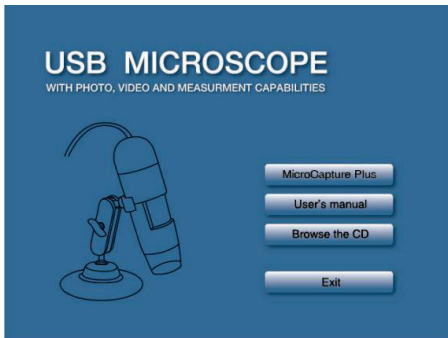 USB MICROSCOPE
WITH PHOTO, VIDEO AND MEASURMENT CAPABILITIES
MicroCapture Plus
User's manual
Browse the CD
Exit